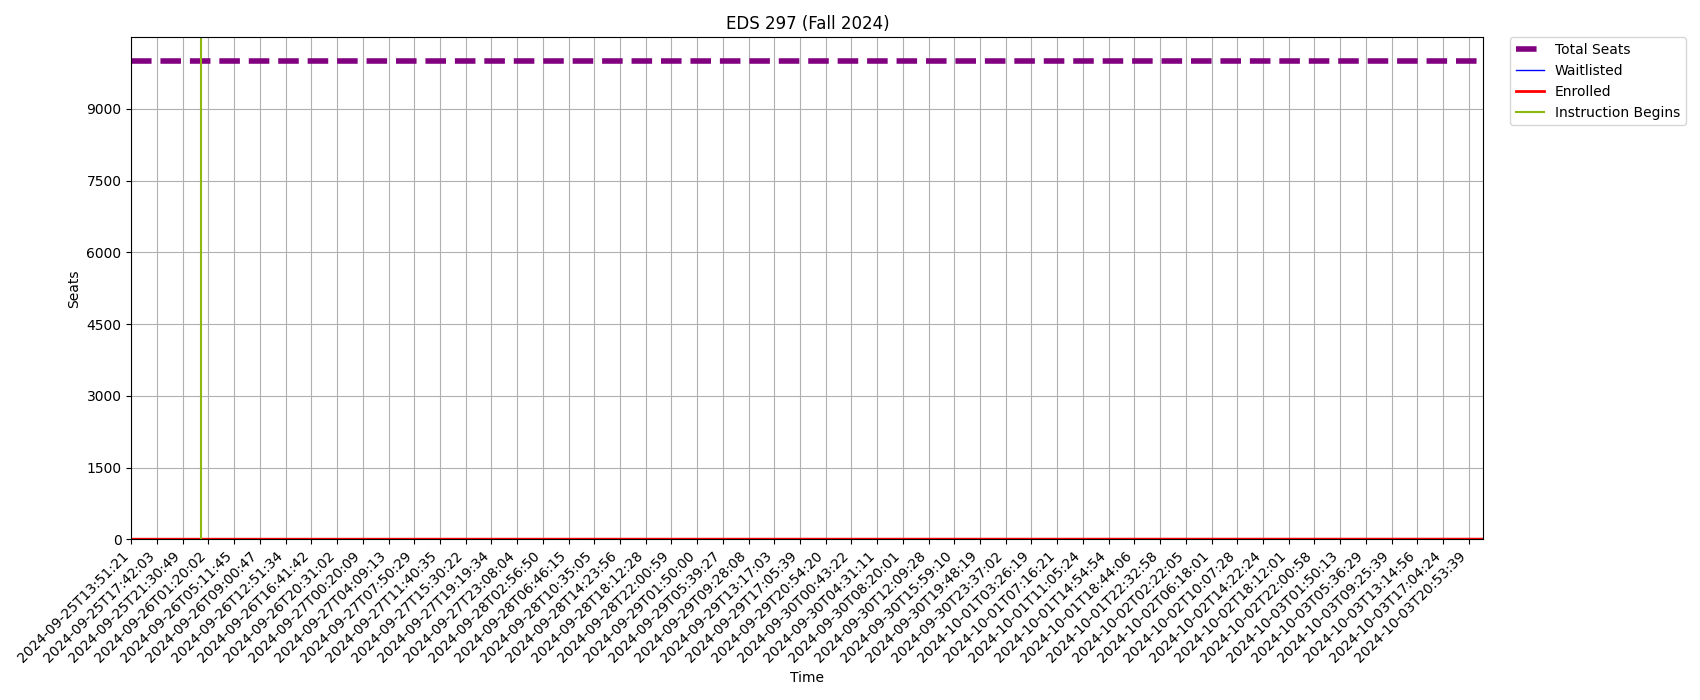 EDS 297 (Fall 2024)
Total Seats
Waitlisted
Enrolled
Instruction Begins
Seats
9000
7500
6000
4500
3000
1500
0
2024-09-25T13:51:21
2024-09-25T17:42:03
2024-09-25T21:30:49
2024-09-26T01:20:02
2024-09-26T05:11:45
2024-09-26T09:00:47
2024-09-26T12:51:34
2024-09-26T16:41:42
2024-09-26T20:31:02
2024-09-27T00:20:09
2024-09-27T04:09:13
2024-09-27T07:50:29
2024-09-27T11:40:35
2024-09-27T15:30:22
2024-09-27T19:19:34
2024-09-27T23:08:04
2024-09-28T02:56:50
2024-09-28T06:46:15
2024-09-28T10:35:05
2024-09-28T14:23:56
2024-09-28T18:12:28
2024-09-28T22:00:59
2024-09-29T01:50:00
2024-09-29T05:39:27
2024-09-29T09:28:08
2024-09-29T13:17:03
2024-09-29T17:05:39
2024-09-29T20:54:20
2024-09-30T00:43:22
2024-09-30T04:31:11
2024-09-30T08:20:01
2024-09-30T12:09:28
2024-09-30T15:59:10
2024-09-30T19:48:19
2024-09-30T23:37:02
2024-10-01T03:26:19
2024-10-01T07:16:21
2024-10-01T11:05:24
2024-10-01T14:54:54
2024-10-01T18:44:06
2024-10-01T22:32:58
2024-10-02T02:22:05
2024-10-02T06:18:01
2024-10-02T10:07:28
2024-10-02T14:22:24
2024-10-02T18:12:01
2024-10-02T22:00:58
2024-10-03T01:50:13
2024-10-03T05:36:29
2024-10-03T09:25:39
2024-10-03T13:14:56
2024-10-03T17:04:24
2024-10-03T20:53:39
Time